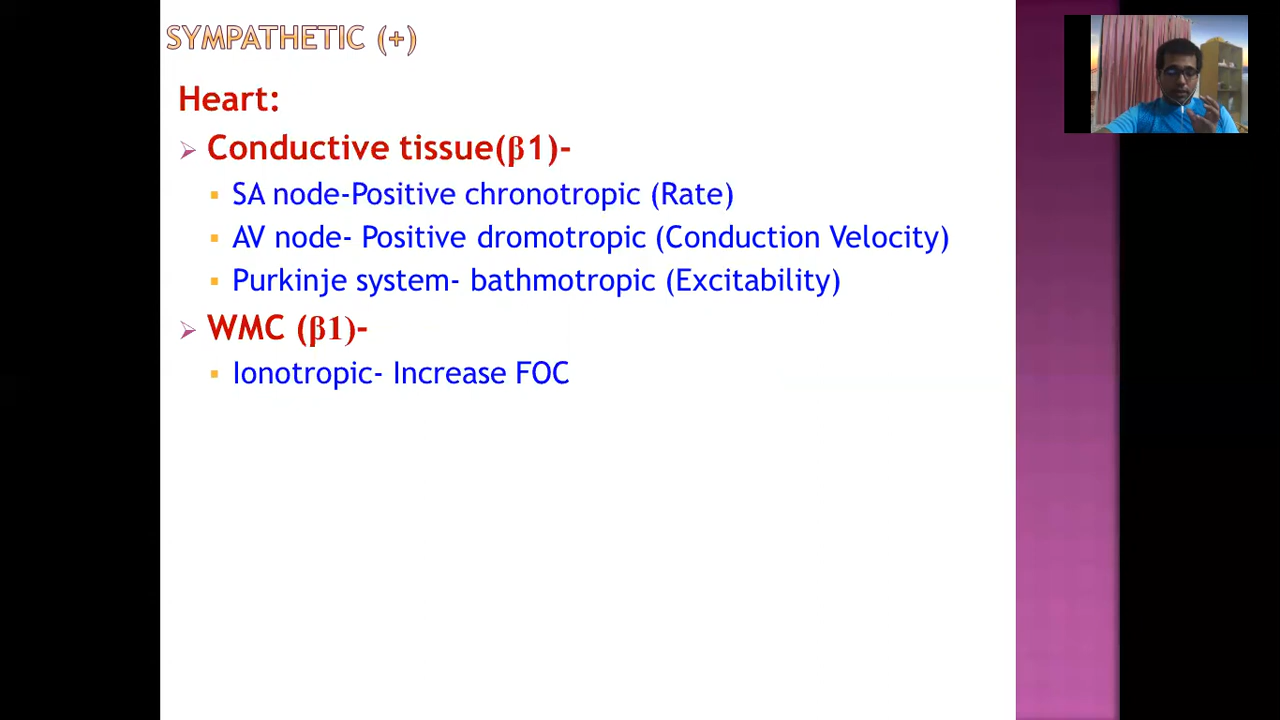 SYMPATHETIC (+)
Heart:
Conductive tissue(β1)-
SA node-Positive chronotropic (Rate)
AV node- Positive dromotropic (Conduction Velocity)
Purkinje system- bathmotropic (Excitability)
WMC (β1)-
Ionotropic- Increase FOC